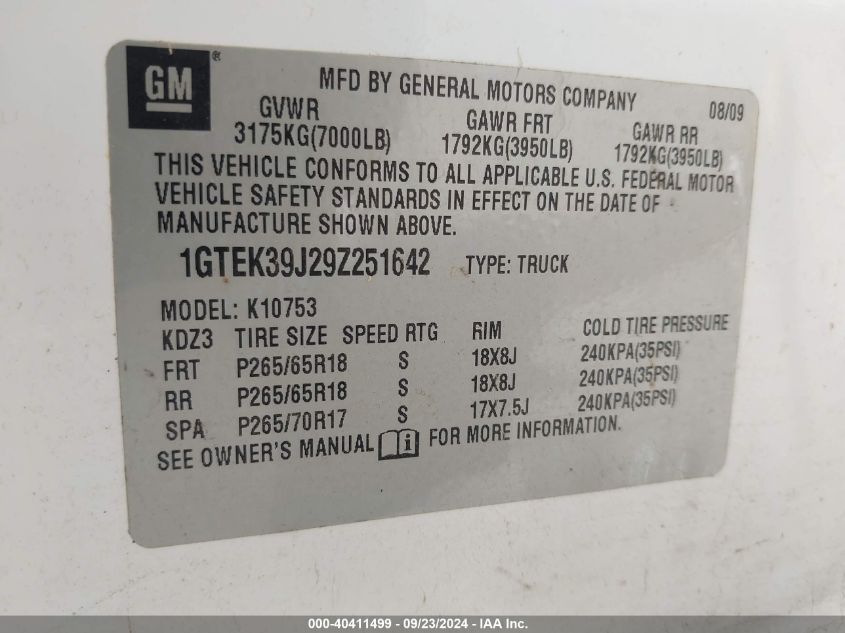 GM®
MFD BY GENERAL MOTORS COMPANY 08/09
GVWR GAWR FRT GAWR RR
3175KG(7000LB) 1792KG(3950LB) 1792KG(3950LB)
THIS VEHICLE CONFORMS TO ALL APPLICABLE U.S. FEDERAL MOTOR
VEHICLE SAFETY STANDARDS IN EFFECT ON THE DATE OF
MANUFACTURE SHOWN ABOVE.
1GTEK39J29Z251642 TYPE: TRUCK
MODEL: K10753
KDZ3 TIRE SIZE SPEED RTG RIM COLD TIRE PRESSURE
FRT P265/65R18 S 18X8J 240KPA(35PSI)
RR P265/65R18 S 18X8J 240KPA(35PSI)
SPA P265/70R17 S 17X7.5J 240KPA(35PSI)
SEE OWNER'S MANUAL i FOR MORE INFORMATION.
000-40411499 - 09/23/2024 - IAA Inc.